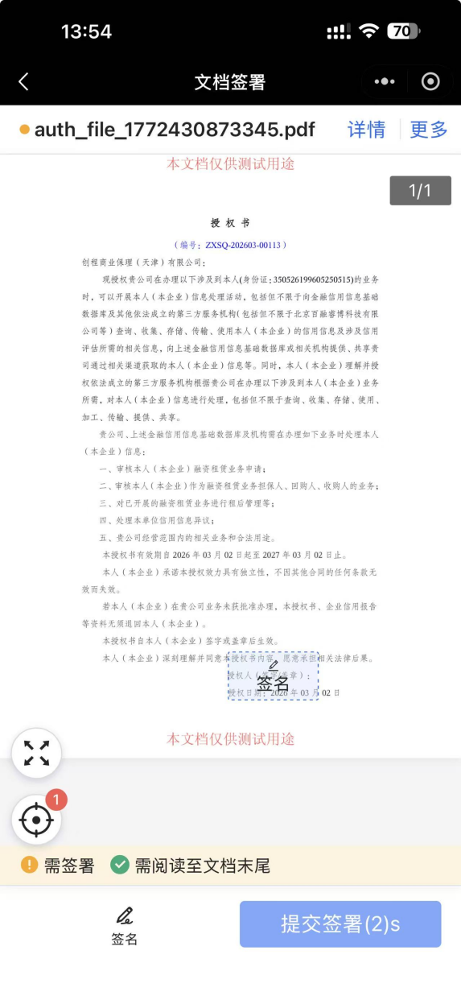 13:54
70
文档签署
auth_file_1772430873345.pdf 详情 更多
本文档仅供测试用途
1/1
授权书
（编号：ZXSQ-202603-00113）
创程商业保理（天津）有限公司：
现授权贵公司在办理以下涉及到本人(身份证:350526199605250515)的业务
时，可以开展本人（本企业）信息处理活动，包括但不限于向金融信用信息基础
数据库及其他依法成立的第三方服务机构(包括但不限于北京百融睿博科技有限
公司等）查询、收集、存储、传输、使用本人（本企业）的信用信息及涉及信用
评估所需的相关信息，向上述金融信用信息基础数据库或相关机构提供、共享贵
司通过相关渠道获取的本人（本企业）信息等。同时，本人（本企业）理解并授
权依法成立的第三方服务机构根据贵公司在办理以下涉及到本人（本企业）业务
所需，对本人（本企业）信息进行处理，包括但不限于查询、收集、存储、使用、
加工、传输、提供、共享。
贵公司、上述金融信用信息基础数据库及机构需在办理如下业务时处理本人
（本企业）信息：
一、审核本人（本企业）融资租赁业务申请；
二、审核本人（本企业）作为融资租赁业务担保人、回购人、收购人的业务；
三、对已开展的融资租赁业务进行租后管理等；
四、处理本单位信用信息异议；
五、贵公司经营范围内的相关业务和合法用途。
本授权书有效期自 2026 年 03 月 02 日起至 2027 年 03 月 02 日止。
本人（本企业）承诺本授权效力具有独立性，不因其他合同的任何条款无
效而失效。
若本人（本企业）在贵公司业务未获批准办理，本授权书、企业信用报告
等资料无须退回本人（本企业）。
本授权书自本人（本企业）签字或盖章后生效。
本人（本企业）深刻理解并同意本授权书内容，愿意承担相关法律后果。
授权人（签字/盖章）：
签名
授权日期：2026 年 03 月 02 日
本文档仅供测试用途
1
需签署 需阅读至文档末尾
签名
提交签署(2)s